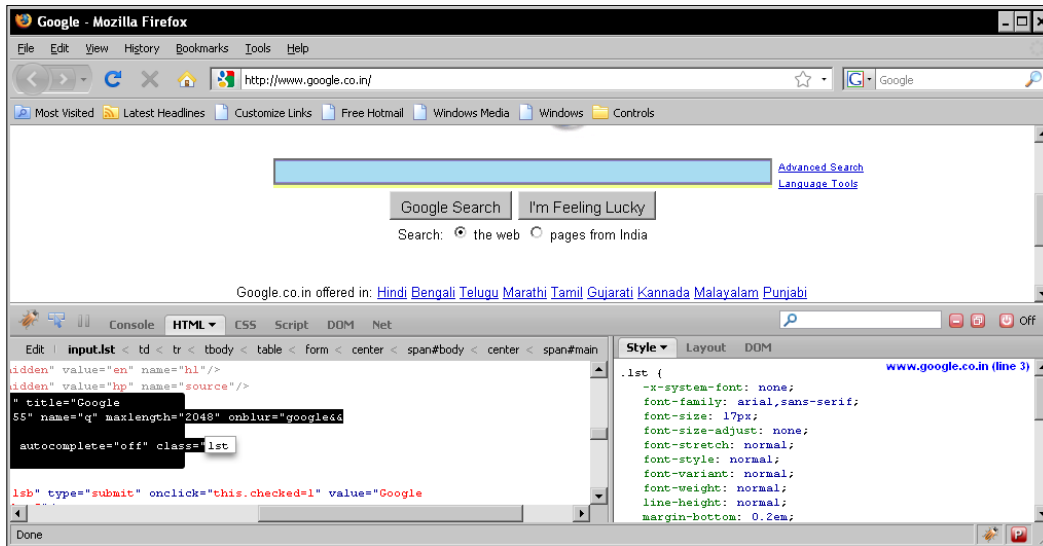 Google - Mozilla Firefox
File Edit View History Bookmarks Tools Help
http://www.google.co.in/
G Google
Most Visited Latest Headlines Customize Links Free Hotmail Windows Media Windows Controls
Advanced Search
Language Tools
Google Search I'm Feeling Lucky
Search: the web pages from India
Google.co.in offered in: Hindi Bengali Telugu Marathi Tamil Gujarati Kannada Malayalam Punjabi
Console HTML CSS Script DOM Net
Off
Edit input.lst < td < tr < tbody < table < form < center < span#body < center < span#main
idden" value="en" name="hl"/>
idden" value="hp" name="source"/>
" title="Google
55" name="q" maxlength="2048" onblur="google&&
autocomplete="off" class="lst
lsb" type="submit" onclick="this.checked=1" value="Google
Style Layout DOM
www.google.co.in (line 3)
.lst {
-x-system-font: none;
font-family: arial,sans-serif;
font-size: 17px;
font-size-adjust: none;
font-stretch: normal;
font-style: normal;
font-variant: normal;
font-weight: normal;
line-height: normal;
margin-bottom: 0.2em;
Done